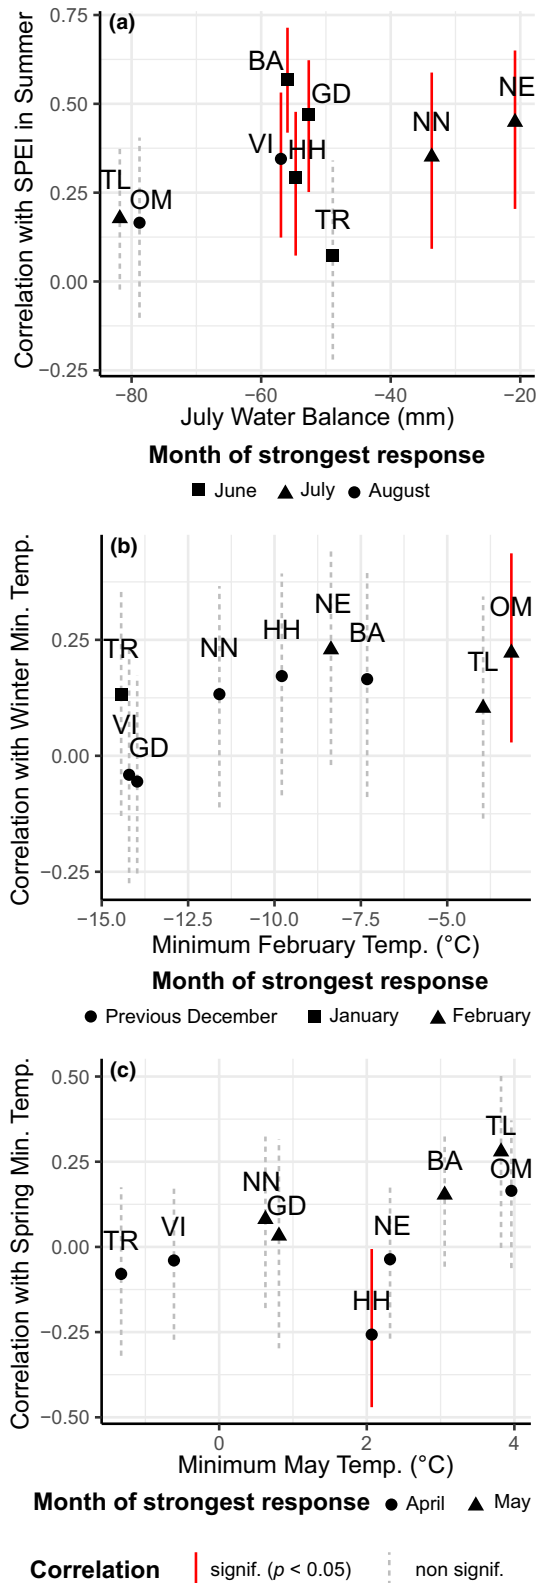 (a)
Correlation with SPEI in Summer
0.75
0.50
0.25
0.00
−0.25
BA
GD
NE
NN
VI
HH
TL
OM
TR
−80
−60
−40
−20
July Water Balance (mm)
Month of strongest response
June July August
(b)
Correlation with Winter Min. Temp.
0.25
0.00
−0.25
OM
NE
HH
BA
TR
NN
TL
VI
GD
−15.0
−12.5
−10.0
−7.5
−5.0
Minimum February Temp. (°C)
Month of strongest response
Previous December January February
(c)
Correlation with Spring Min. Temp.
0.50
0.25
0.00
−0.25
−0.50
TL
BA
OM
NN
GD
TR
VI
NE
HH
0
2
4
Minimum May Temp. (°C)
Month of strongest response April May
Correlation signif. (p < 0.05) non signif.